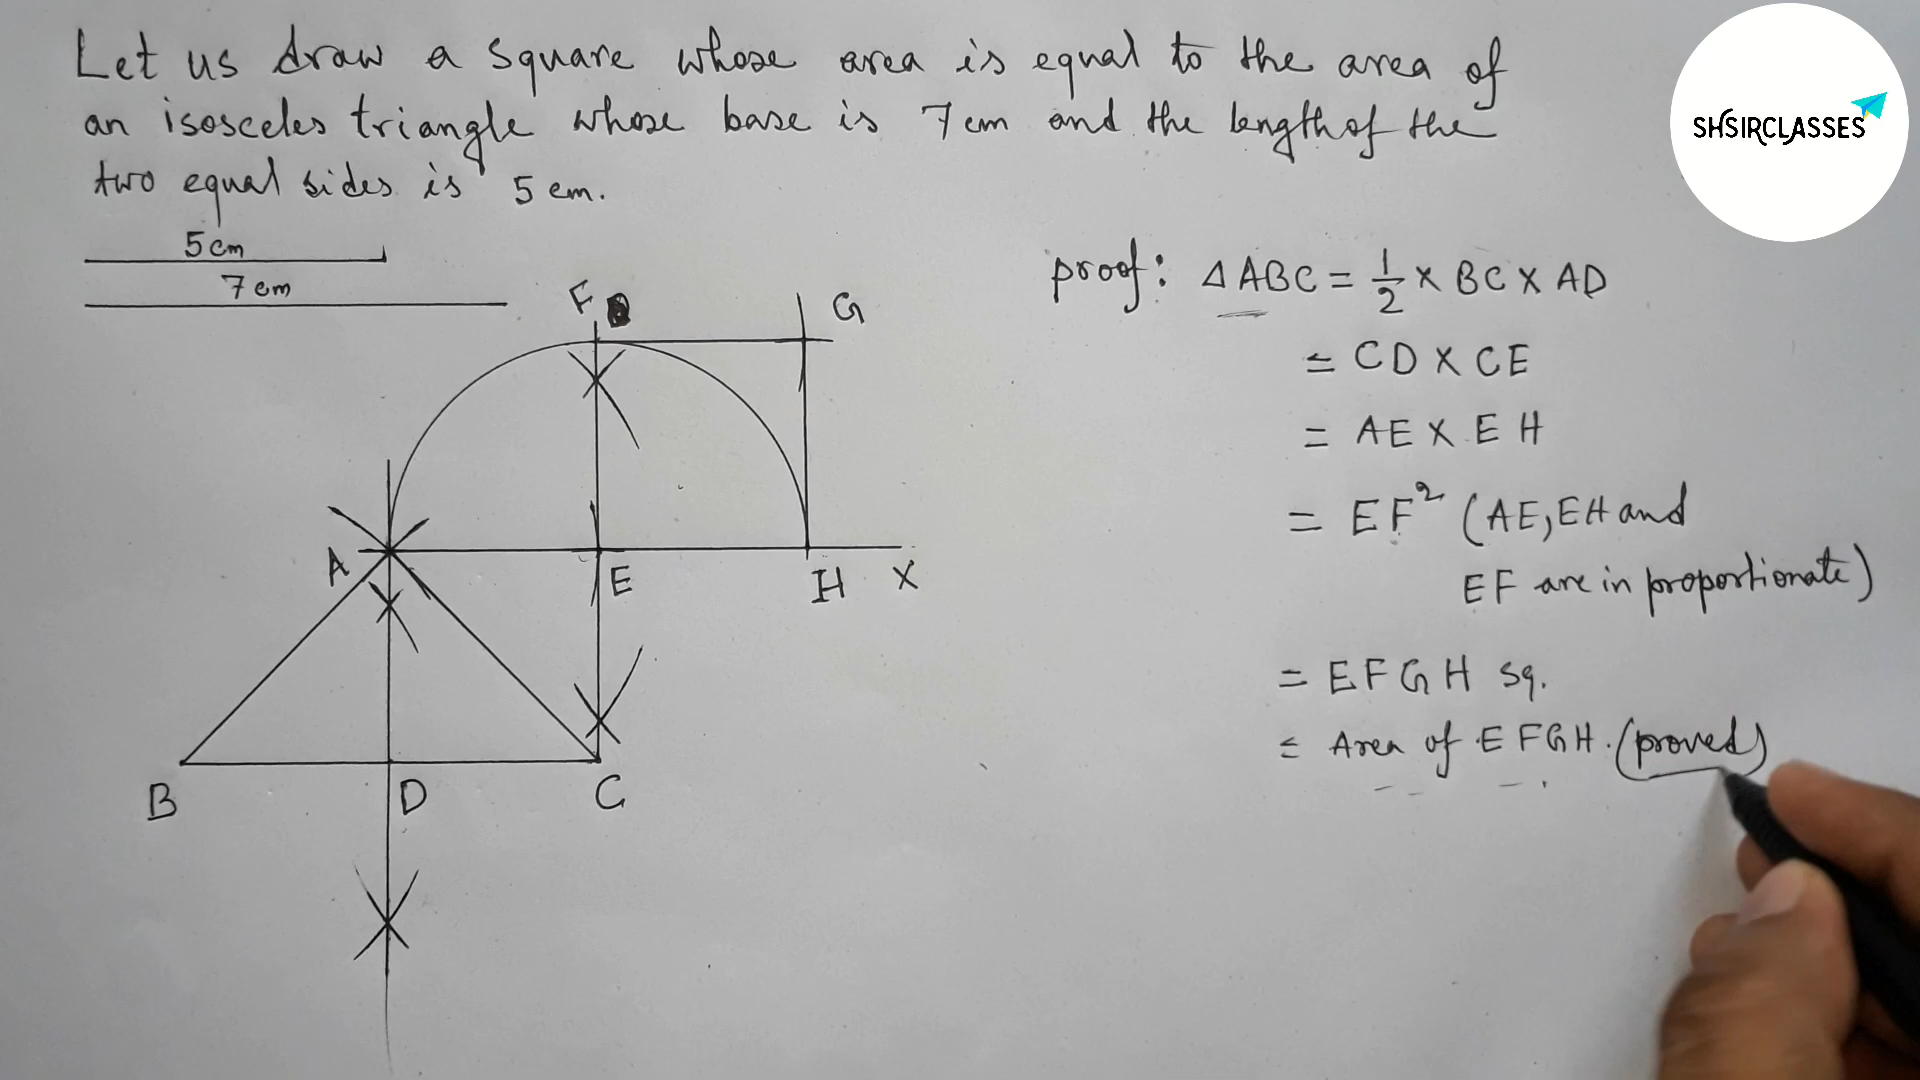 Let us draw a square whose area is equal to the area of
an isosceles triangle whose base is 7 cm and the length of the
two equal sides is 5 cm.
SHSIRCLASSES
5 cm
7 cm
F
G
A
E
H
X
B
D
C
proof: △ABC = 1/2 × BC × AD
= CD × CE
= AE × EH
= EF² (AE, EH and
EF are in proportionate)
= EFGH sq.
= Area of EFGH. (proved)